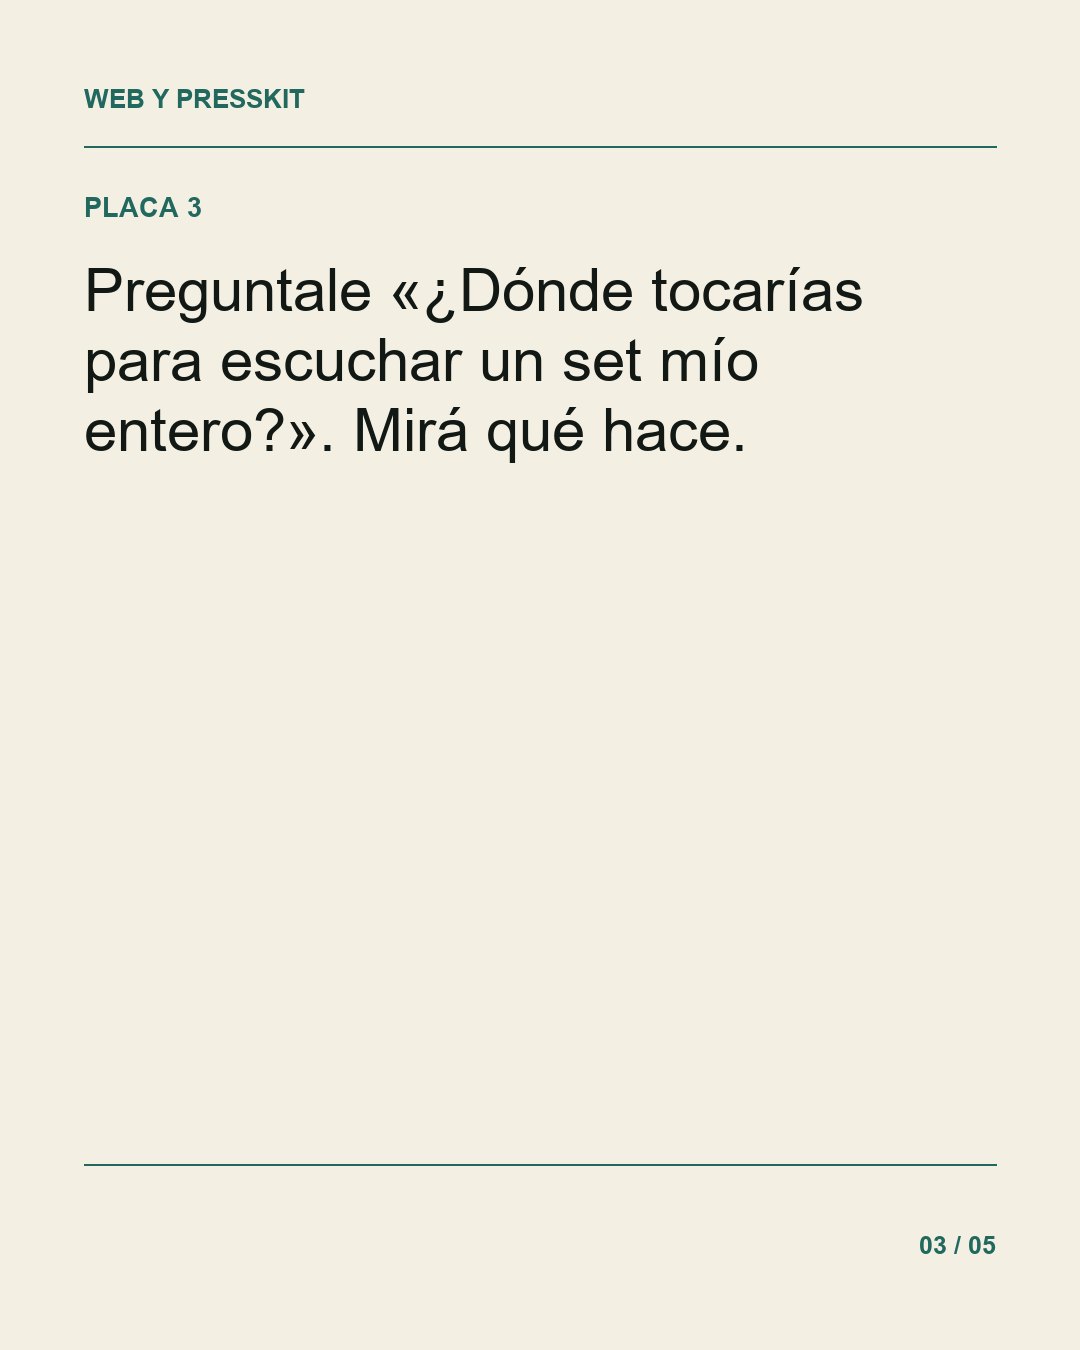 WEB Y PRESSKIT
PLACA 3
Preguntale «¿Dónde tocarías
para escuchar un set mío
entero?». Mirá qué hace.
03 / 05